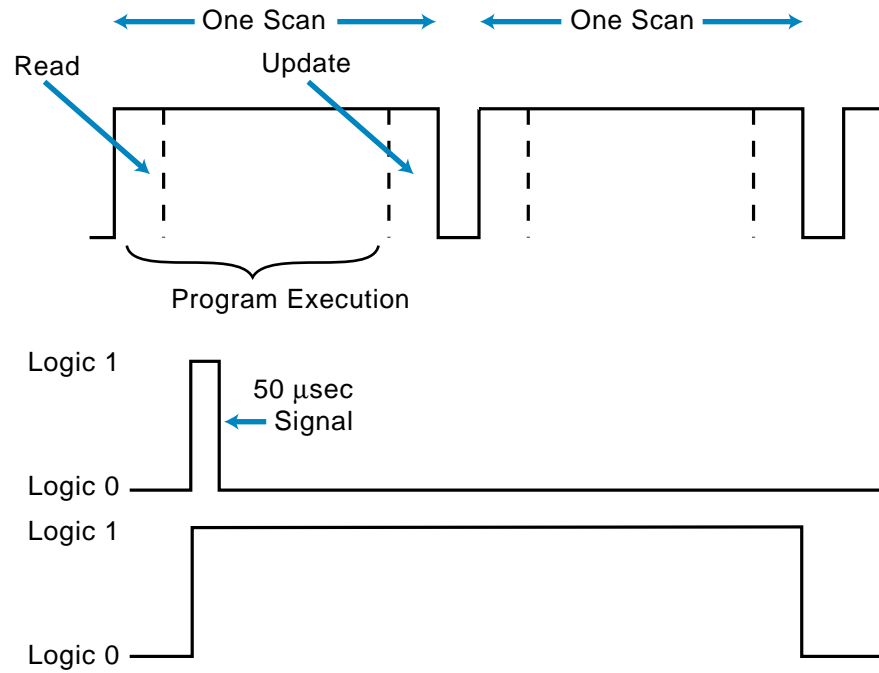 One Scan
One Scan
Read
Update
Program Execution
Logic 1
50 μsec
Signal
Logic 0
Logic 1
Logic 0